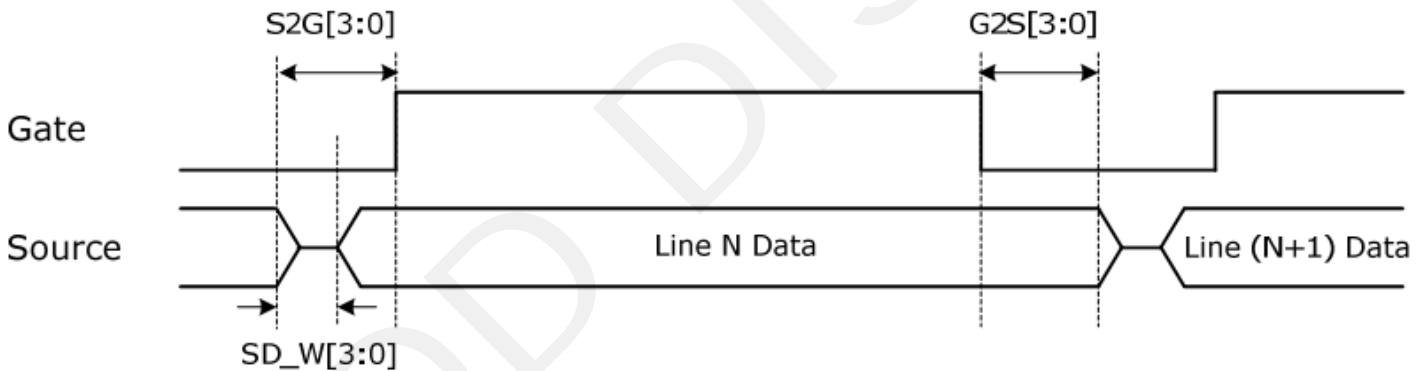 S2G[3:0]
G2S[3:0]
Gate
Source
Line N Data
Line (N+1) Data
SD_W[3:0]